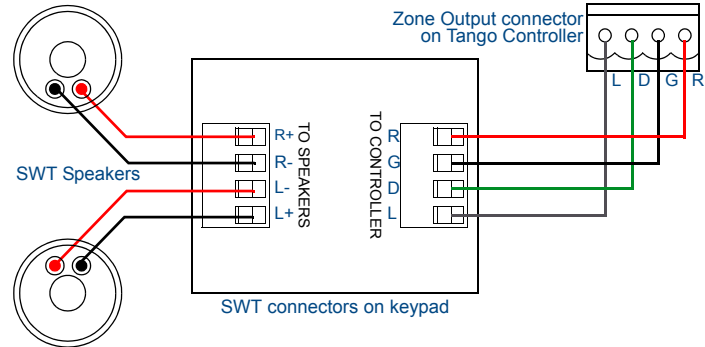 Zone Output connector
on Tango Controller
L D G R
SWT Speakers
R+
R-
L-
L+
TO SPEAKERS
TO CONTROLLER
R
G
D
L
SWT connectors on keypad